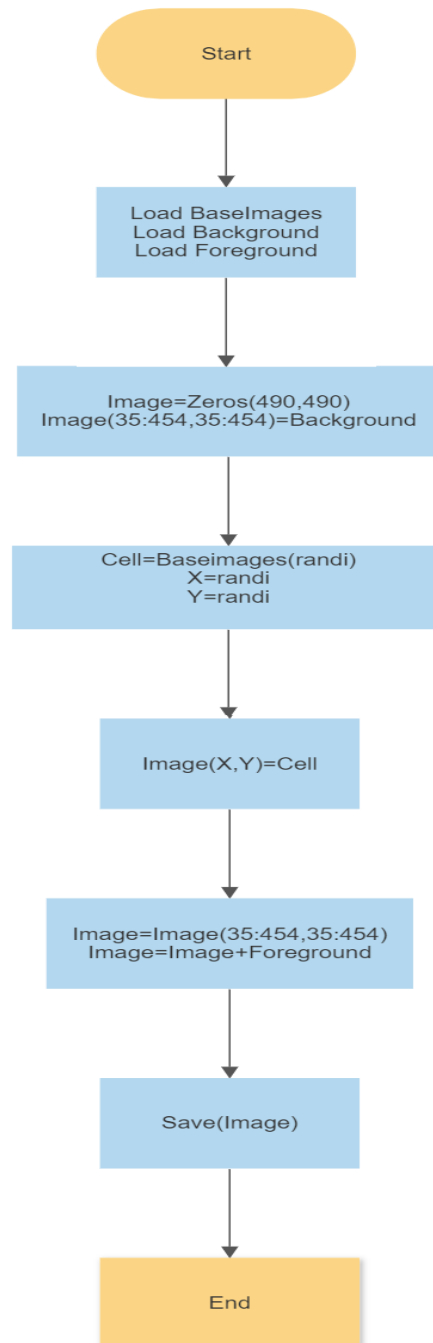 Start
Load BaseImages
Load Background
Load Foreground
Image=Zeros(490,490)
Image(35:454,35:454)=Background
Cell=Baseimages(randi)
X=randi
Y=randi
Image(X,Y)=Cell
Image=Image(35:454,35:454)
Image=Image+Foreground
Save(Image)
End